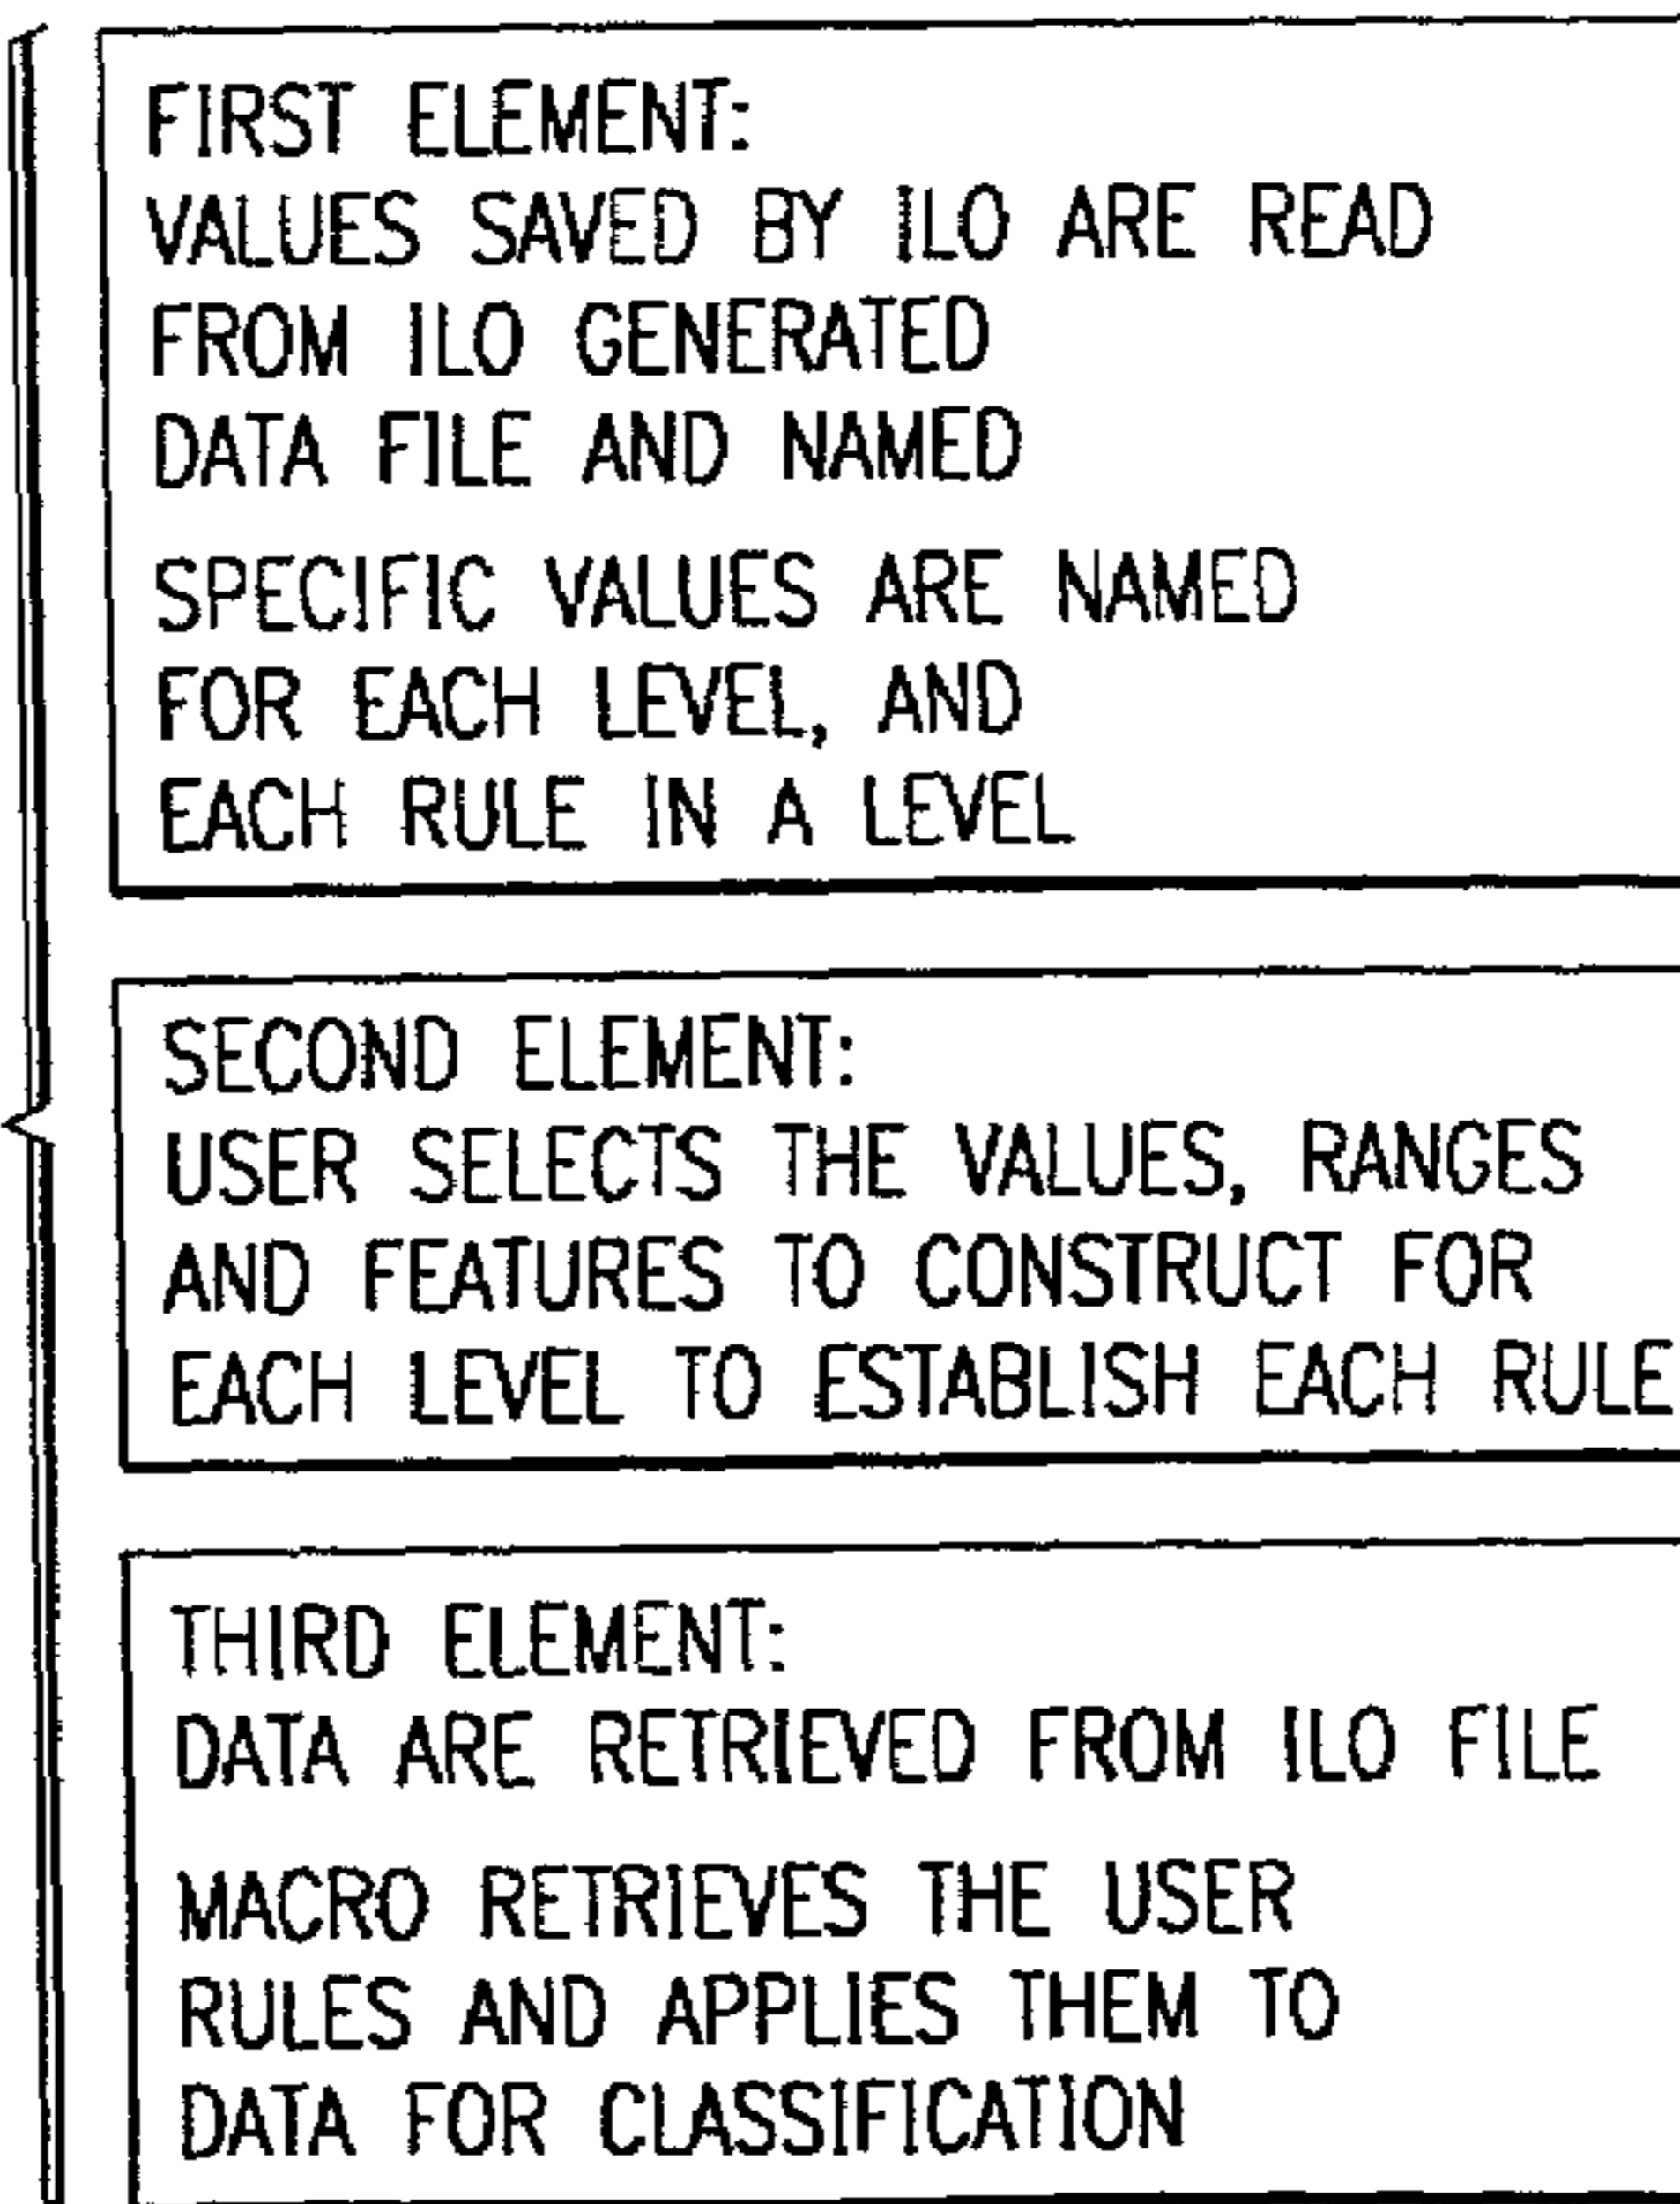 FIRST ELEMENT:
VALUES SAVED BY ILO ARE READ
FROM ILO GENERATED
DATA FILE AND NAMED
SPECIFIC VALUES ARE NAMED
FOR EACH LEVEL, AND
EACH RULE IN A LEVEL
SECOND ELEMENT:
USER SELECTS THE VALUES, RANGES
AND FEATURES TO CONSTRUCT FOR
EACH LEVEL TO ESTABLISH EACH RULE
THIRD ELEMENT:
DATA ARE RETRIEVED FROM ILO FILE
MACRO RETRIEVES THE USER
RULES AND APPLIES THEM TO
DATA FOR CLASSIFICATION